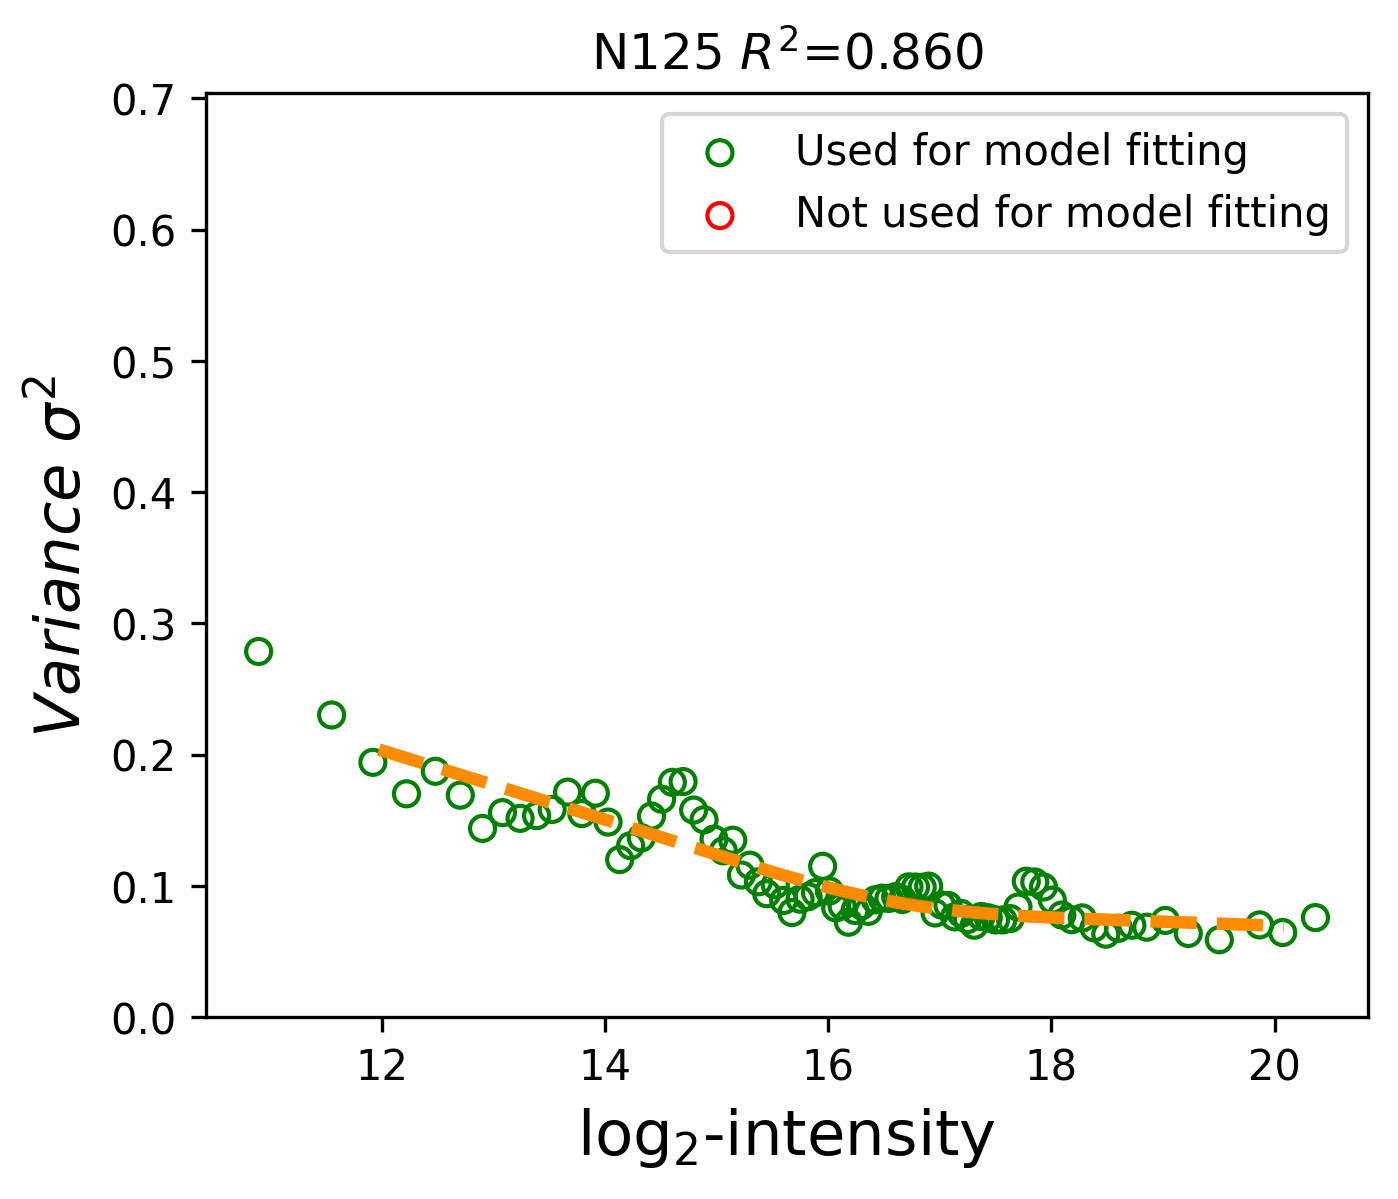 N125 R²=0.860
Used for model fitting
Not used for model fitting
0.7
0.6
0.5
0.4
0.3
0.2
0.1
0.0
Variance σ²
12 14 16 18 20
log₂-intensity